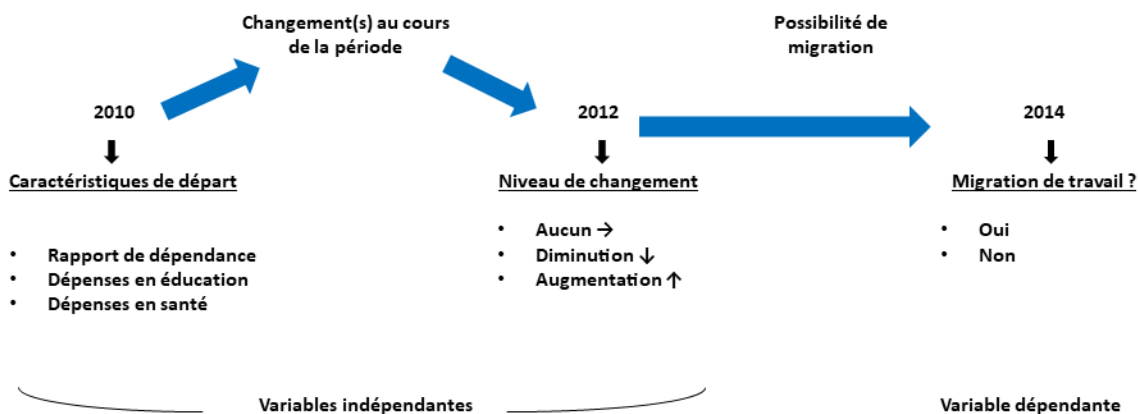 Changement(s) au cours
de la période
Possibilité de
migration
2010
2012
2014
Caractéristiques de départ
Niveau de changement
Migration de travail ?
• Rapport de dépendance
• Dépenses en éducation
• Dépenses en santé
• Aucun →
• Diminution ↓
• Augmentation ↑
• Oui
• Non
Variables indépendantes
Variable dépendante